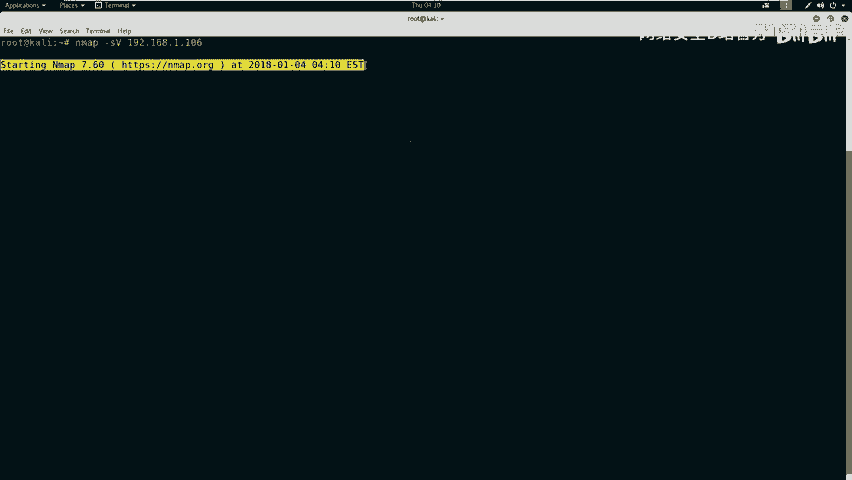 Applications Places Terminal Thu 04:10
root@kali: ~
File Edit View Search Terminal Help
root@kali:~# nmap -sV 192.168.1.106
Starting Nmap 7.60 ( https://nmap.org ) at 2018-01-04 04:10 EST